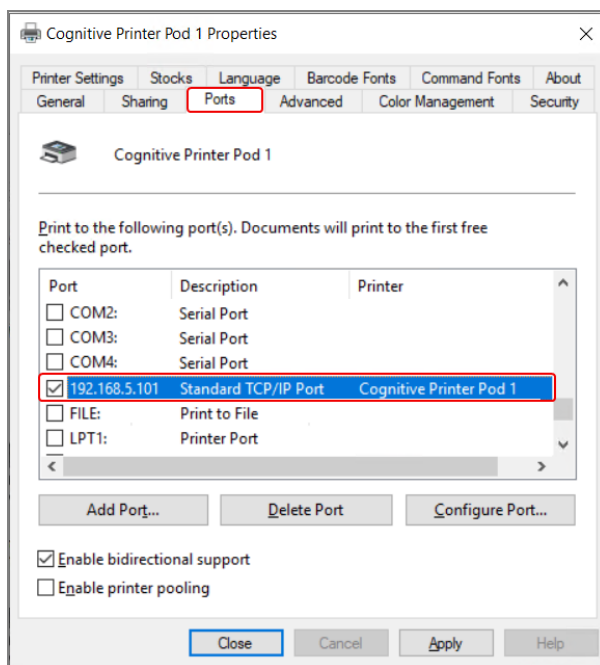 Cognitive Printer Pod 1 Properties
Printer Settings Stocks Language Barcode Fonts Command Fonts About
General Sharing Ports Advanced Color Management Security
Cognitive Printer Pod 1
Print to the following port(s). Documents will print to the first free
checked port.
Port Description Printer
COM2: Serial Port
COM3: Serial Port
COM4: Serial Port
192.168.5.101 Standard TCP/IP Port Cognitive Printer Pod 1
FILE: Print to File
LPT1: Printer Port
Add Port... Delete Port Configure Port...
Enable bidirectional support
Enable printer pooling
Close Cancel Apply Help